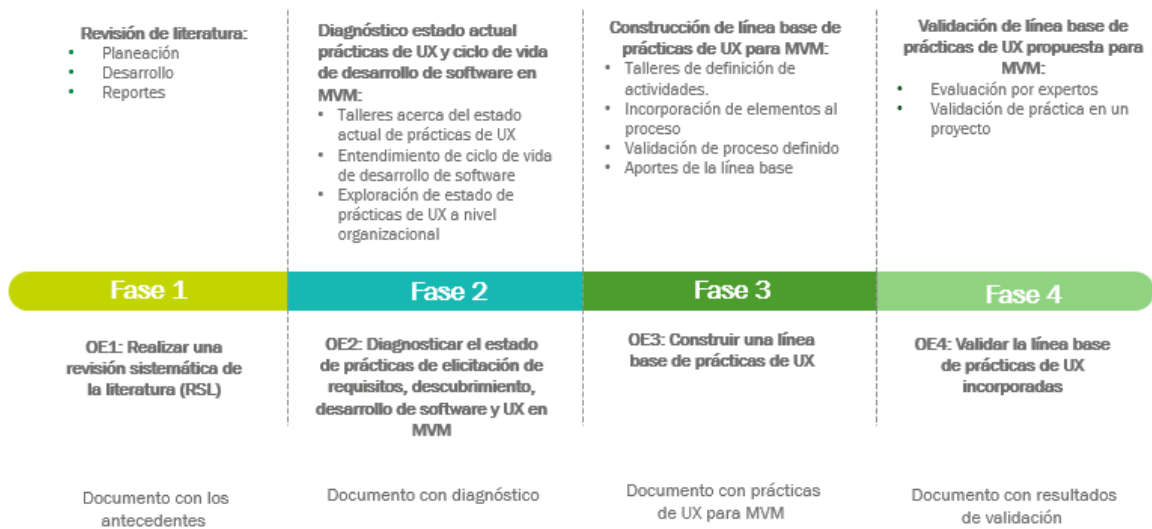 Revisión de literatura:
• Planeación
• Desarrollo
• Reportes
Diagnóstico estado actual
prácticas de UX y ciclo de vida
de desarrollo de software en
MVM:
• Talleres acerca del estado
actual de prácticas de UX
• Entendimiento de ciclo de vida
de desarrollo de software
• Exploración de estado de
prácticas de UX a nivel
organizacional
Construcción de línea base de
prácticas de UX para MVM:
• Talleres de definición de
actividades.
• Incorporación de elementos al
proceso
• Validación de proceso definido
• Aportes de la línea base
Validación de línea base de
prácticas de UX propuesta para
MVM:
• Evaluación por expertos
• Validación de práctica en un
proyecto
Fase 1
Fase 2
Fase 3
Fase 4
OE1: Realizar una
revisión sistemática de
la literatura (RSL)
OE2: Diagnosticar el estado
de prácticas de elicitación de
requisitos, descubrimiento,
desarrollo de software y UX en
MVM
OE3: Construir una línea
base de prácticas de UX
OE4: Validar la línea base
de prácticas de UX
incorporadas
Documento con los
antecedentes
Documento con diagnóstico
Documento con prácticas
de UX para MVM
Documento con resultados
de validación